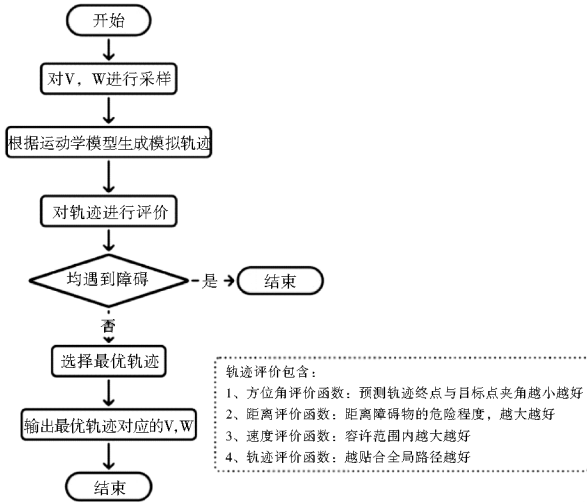 开始
对V，W进行采样
根据运动学模型生成模拟轨迹
对轨迹进行评价
均遇到障碍
是
结束
否
选择最优轨迹
输出最优轨迹对应的V,W
结束
轨迹评价包含：
1、方位角评价函数：预测轨迹终点与目标点夹角越小越好
2、距离评价函数：距离障碍物的危险程度，越大越好
3、速度评价函数：容许范围内越大越好
4、轨迹评价函数：越贴合全局路径越好